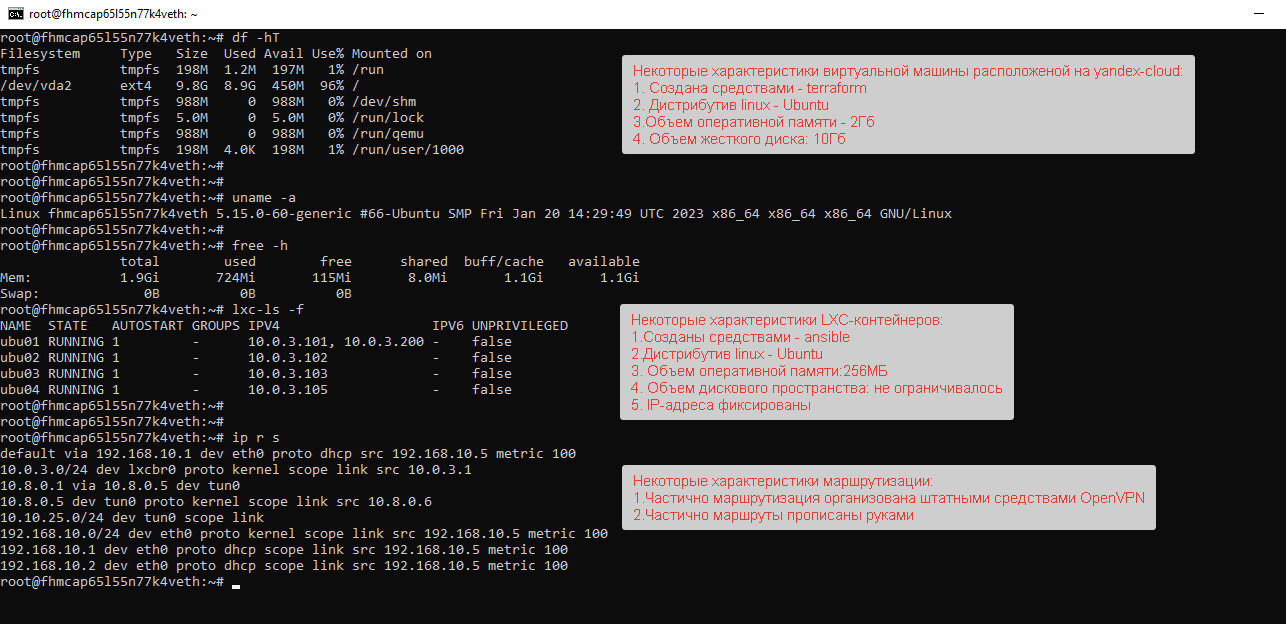 root@fhmcap65l55n77k4veth: ~
root@fhmcap65l55n77k4veth:~# df -hT
Filesystem     Type   Size  Used Avail Use% Mounted on
tmpfs          tmpfs  198M  1.2M  197M   1% /run
/dev/vda2      ext4   9.8G  8.9G  450M  96% /
tmpfs          tmpfs  988M     0  988M   0% /dev/shm
tmpfs          tmpfs  5.0M     0  5.0M   0% /run/lock
tmpfs          tmpfs  988M     0  988M   0% /run/qemu
tmpfs          tmpfs  198M  4.0K  198M   1% /run/user/1000
Некоторые характеристики виртуальной машины расположеной на yandex-cloud:
1. Создана средствами - terraform
2. Дистрибутив linux - Ubuntu
3.Объем оперативной памяти - 2Гб
4. Объем жесткого диска: 10Гб
root@fhmcap65l55n77k4veth:~#
root@fhmcap65l55n77k4veth:~#
root@fhmcap65l55n77k4veth:~# uname -a
Linux fhmcap65l55n77k4veth 5.15.0-60-generic #66-Ubuntu SMP Fri Jan 20 14:29:49 UTC 2023 x86_64 x86_64 x86_64 GNU/Linux
root@fhmcap65l55n77k4veth:~#
root@fhmcap65l55n77k4veth:~# free -h
               total        used        free      shared  buff/cache   available
Mem:           1.9Gi       724Mi       115Mi       8.0Mi       1.1Gi       1.1Gi
Swap:             0B          0B          0B
root@fhmcap65l55n77k4veth:~# lxc-ls -f
NAME  STATE   AUTOSTART GROUPS IPV4                   IPV6 UNPRIVILEGED
ubu01 RUNNING 1         -      10.0.3.101, 10.0.3.200 -    false
ubu02 RUNNING 1         -      10.0.3.102             -    false
ubu03 RUNNING 1         -      10.0.3.103             -    false
ubu04 RUNNING 1         -      10.0.3.105             -    false
Некоторые характеристики LXC-контейнеров:
1.Созданы средствами - ansible
2.Дистрибутив linux - Ubuntu
3. Объем оперативной памяти:256МБ
4. Объем дискового пространства: не ограничивалось
5. IP-адреса фиксированы
root@fhmcap65l55n77k4veth:~#
root@fhmcap65l55n77k4veth:~#
root@fhmcap65l55n77k4veth:~# ip r s
default via 192.168.10.1 dev eth0 proto dhcp src 192.168.10.5 metric 100
10.0.3.0/24 dev lxcbr0 proto kernel scope link src 10.0.3.1
10.8.0.1 via 10.8.0.5 dev tun0
10.8.0.5 dev tun0 proto kernel scope link src 10.8.0.6
10.10.25.0/24 dev tun0 scope link
192.168.10.0/24 dev eth0 proto kernel scope link src 192.168.10.5 metric 100
192.168.10.1 dev eth0 proto dhcp scope link src 192.168.10.5 metric 100
192.168.10.2 dev eth0 proto dhcp scope link src 192.168.10.5 metric 100
root@fhmcap65l55n77k4veth:~#
Некоторые характеристики маршрутизации:
1.Частично маршрутизация организована штатными средствами OpenVPN
2.Частично маршруты прописаны руками